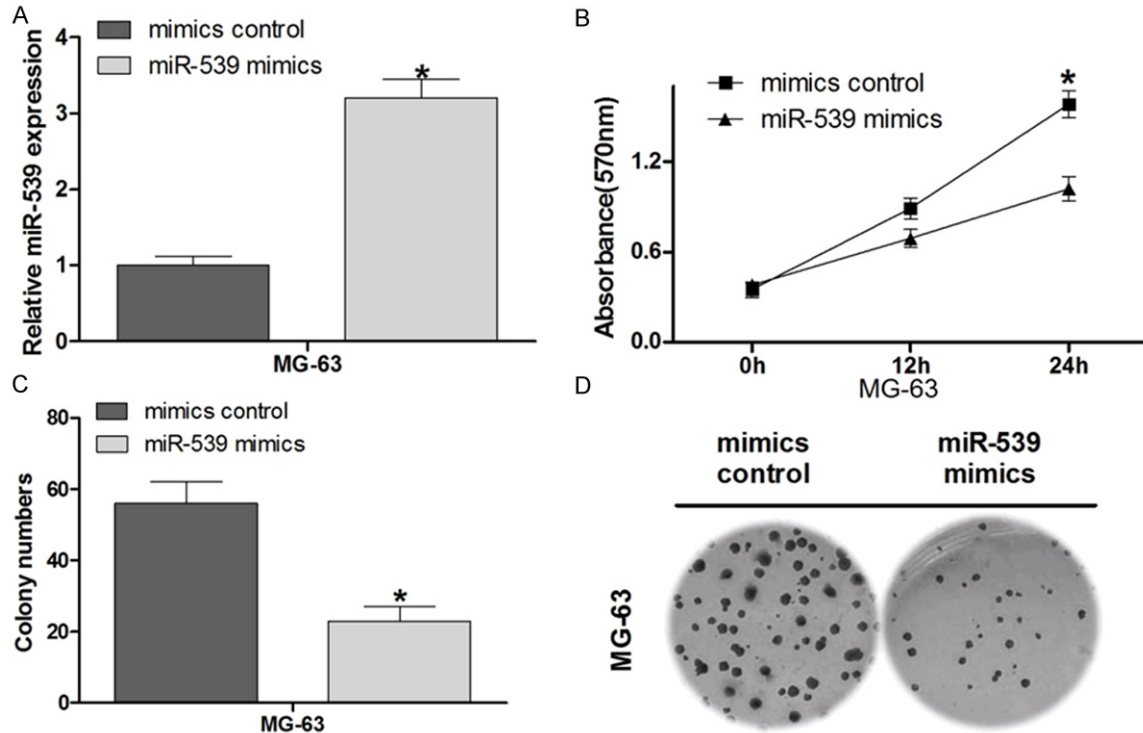 A
Relative miR-539 expression
4
3
2
1
0
mimics control
miR-539 mimics
*
MG-63
B
Absorbance(570nm)
1.2
0.6
0.0
mimics control
miR-539 mimics
*
0h 12h 24h
MG-63
C
Colony numbers
80
60
40
20
0
mimics control
miR-539 mimics
*
MG-63
D
mimics
control
miR-539
mimics
MG-63